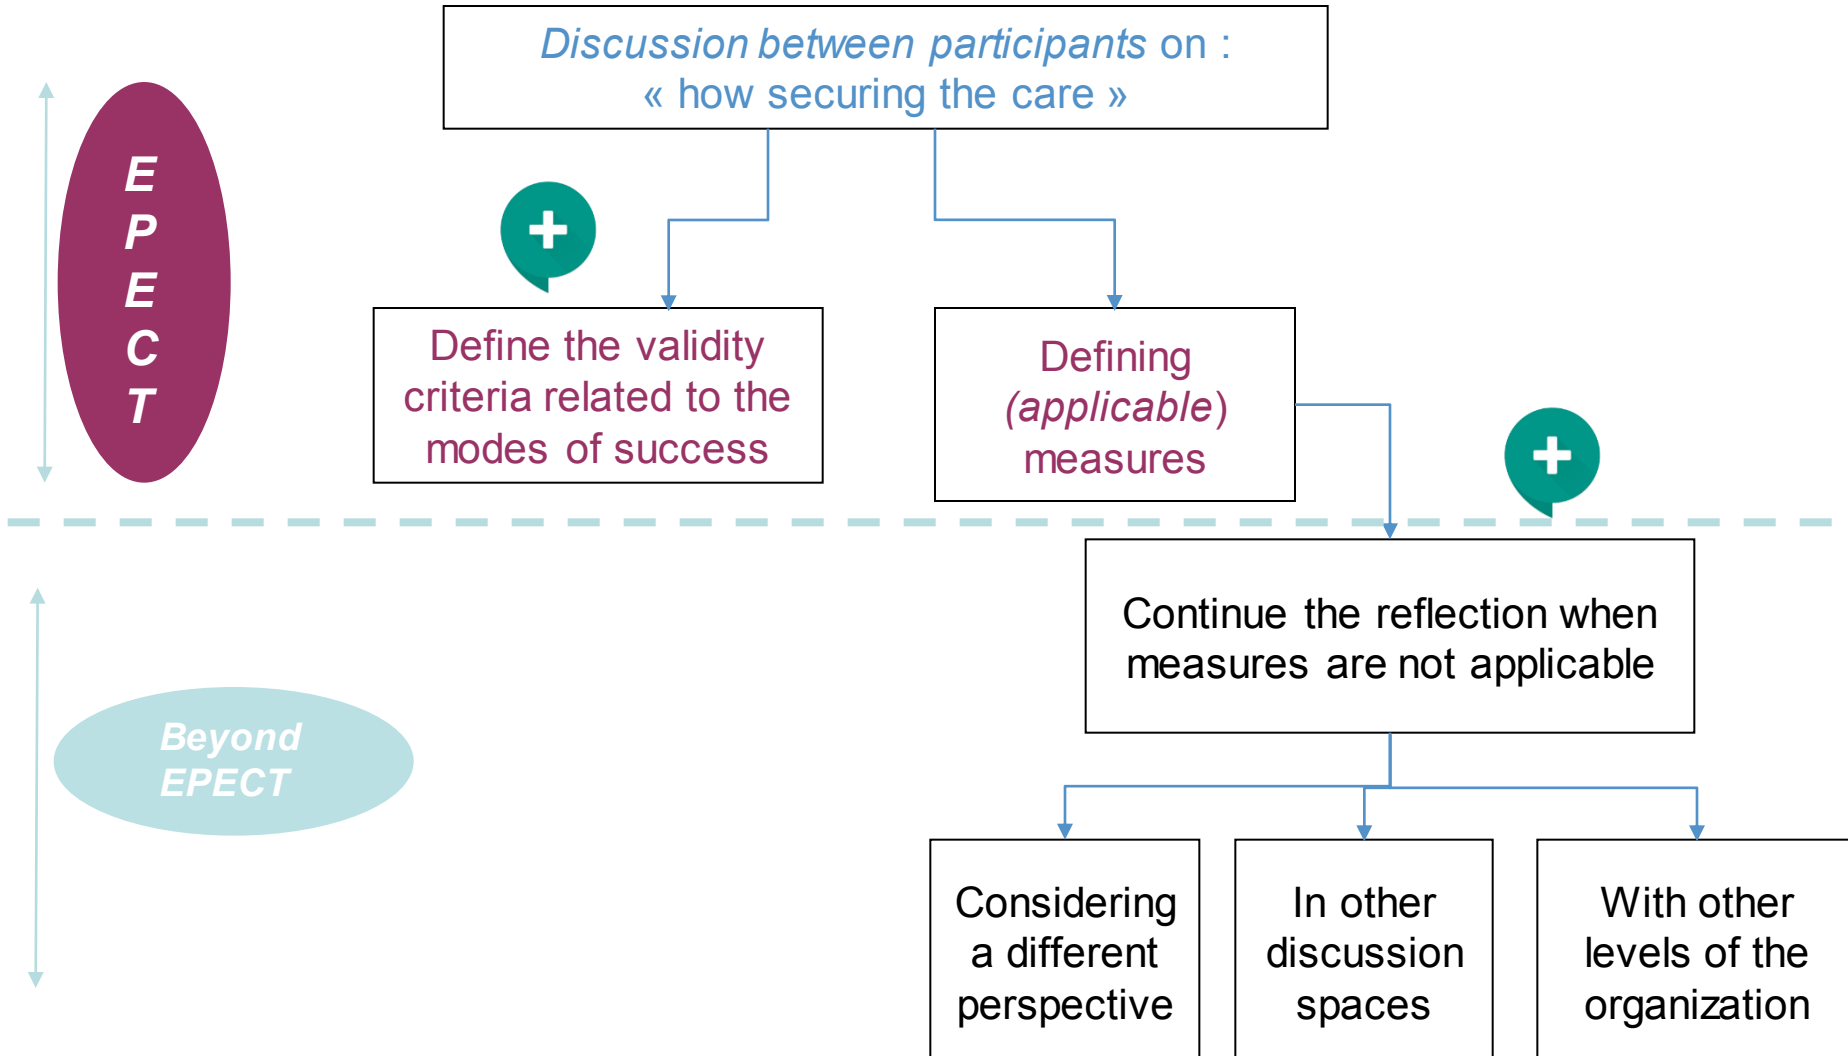 Discussion between participants on :
« how securing the care »
E
P
E
C
T
Define the validity
criteria related to the
modes of success
Defining
(applicable)
measures
Continue the reflection when
measures are not applicable
Beyond
EPECT
Considering
a different
perspective
In other
discussion
spaces
With other
levels of the
organization